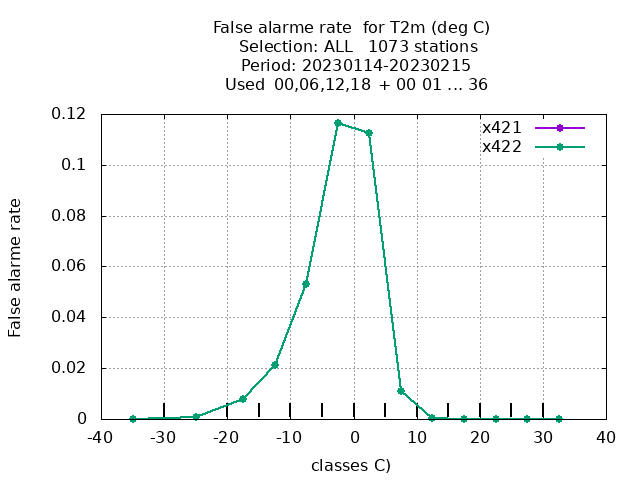 False alarme rate  for T2m (deg C)
Selection: ALL   1073 stations
Period: 20230114-20230215
Used  00,06,12,18  + 00 01 ... 36
x421
x422
0.12
0.1
0.08
0.06
0.04
0.02
0
False alarme rate
-40 -30 -20 -10 0 10 20 30 40
classes C)